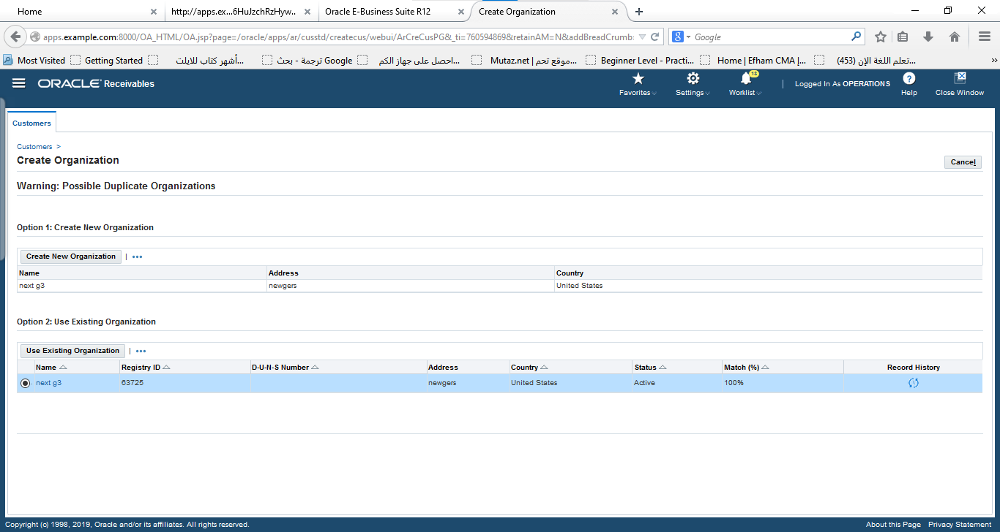 Home
http://apps.ex...6HuJzchRzHyw..
Oracle E-Business Suite R12
Create Organization
apps.example.com:8000/OA_HTML/OA.jsp?page=/oracle/apps/ar/cusstd/createcus/webui/ArCreCusPG&_ti=760594869&retainAM=N&addBreadCrumb:
Google
Most Visited
Getting Started
أشهر كتاب للايلت...
ترجمة - بحث Google
احصل على جهاز الكم...
Mutaz.net | موقع تحم...
Beginner Level - Practi...
Home | Efham CMA |إ...
(453) تعلم اللغة الإن...
ORACLE Receivables
Favorites
Settings
18
Worklist
Logged In As OPERATIONS
Help
Close Window
Customers
Customers >
Create Organization
Cancel
Warning: Possible Duplicate Organizations
Option 1: Create New Organization
Create New Organization | •••
Name Address Country
next g3 newgers United States
Option 2: Use Existing Organization
Use Existing Organization | •••
Name Registry ID D-U-N-S Number Address Country Status Match (%) Record History
next g3 63725 newgers United States Active 100%
Copyright (c) 1998, 2019, Oracle and/or its affiliates. All rights reserved.
About this Page Privacy Statement